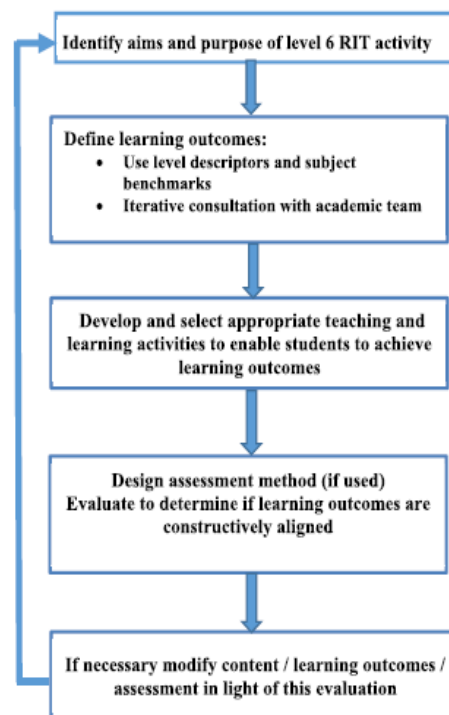 Identify aims and purpose of level 6 RIT activity
Define learning outcomes:
• Use level descriptors and subject
benchmarks
• Iterative consultation with academic team
Develop and select appropriate teaching and
learning activities to enable students to achieve
learning outcomes
Design assessment method (if used)
Evaluate to determine if learning outcomes are
constructively aligned
If necessary modify content / learning outcomes /
assessment in light of this evaluation